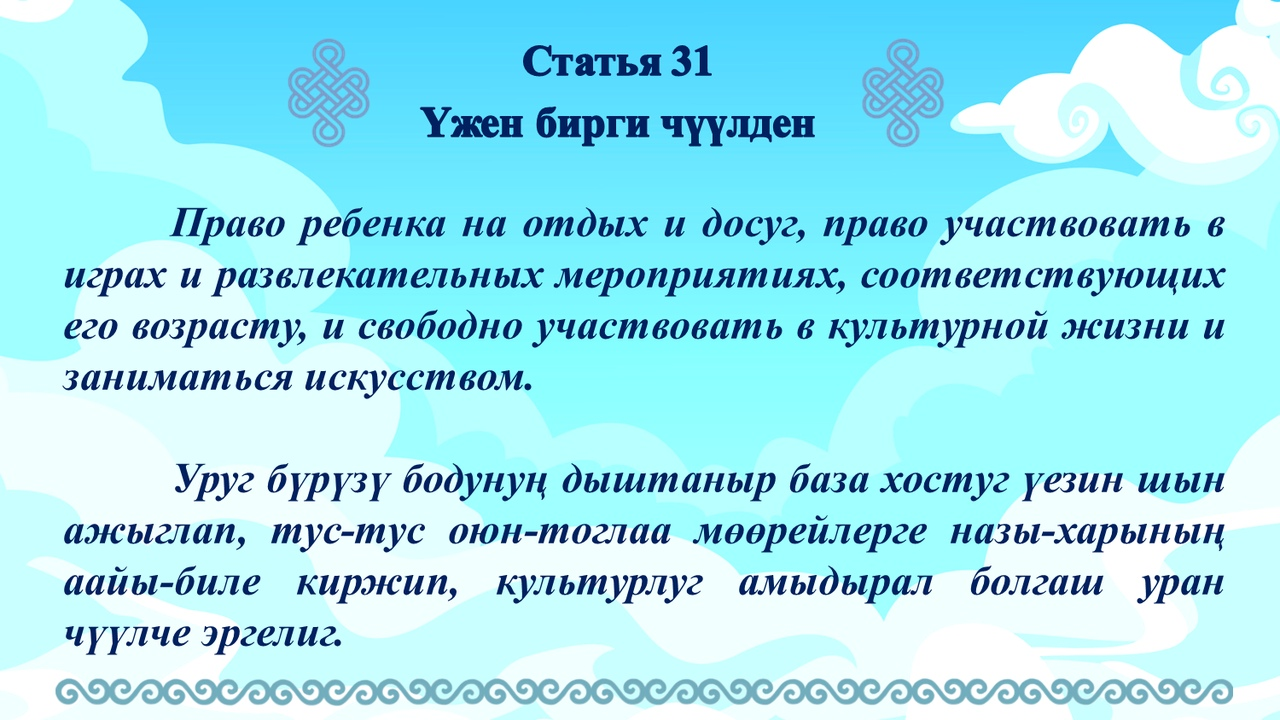 Статья 31
Үжен бирги чүүлден
Право ребенка на отдых и досуг, право участвовать в
играх и развлекательных мероприятиях, соответствующих
его возрасту, и свободно участвовать в культурной жизни и
заниматься искусством.
Уруг бүрүзү бодунуң дыштаныр база хостуг үезин шын
ажыглап, тус-тус оюн-тоглаа мөөрейлерге назы-харының
аайы-биле киржип, культурлуг амыдырал болгаш уран
чүүлче эргелиг.